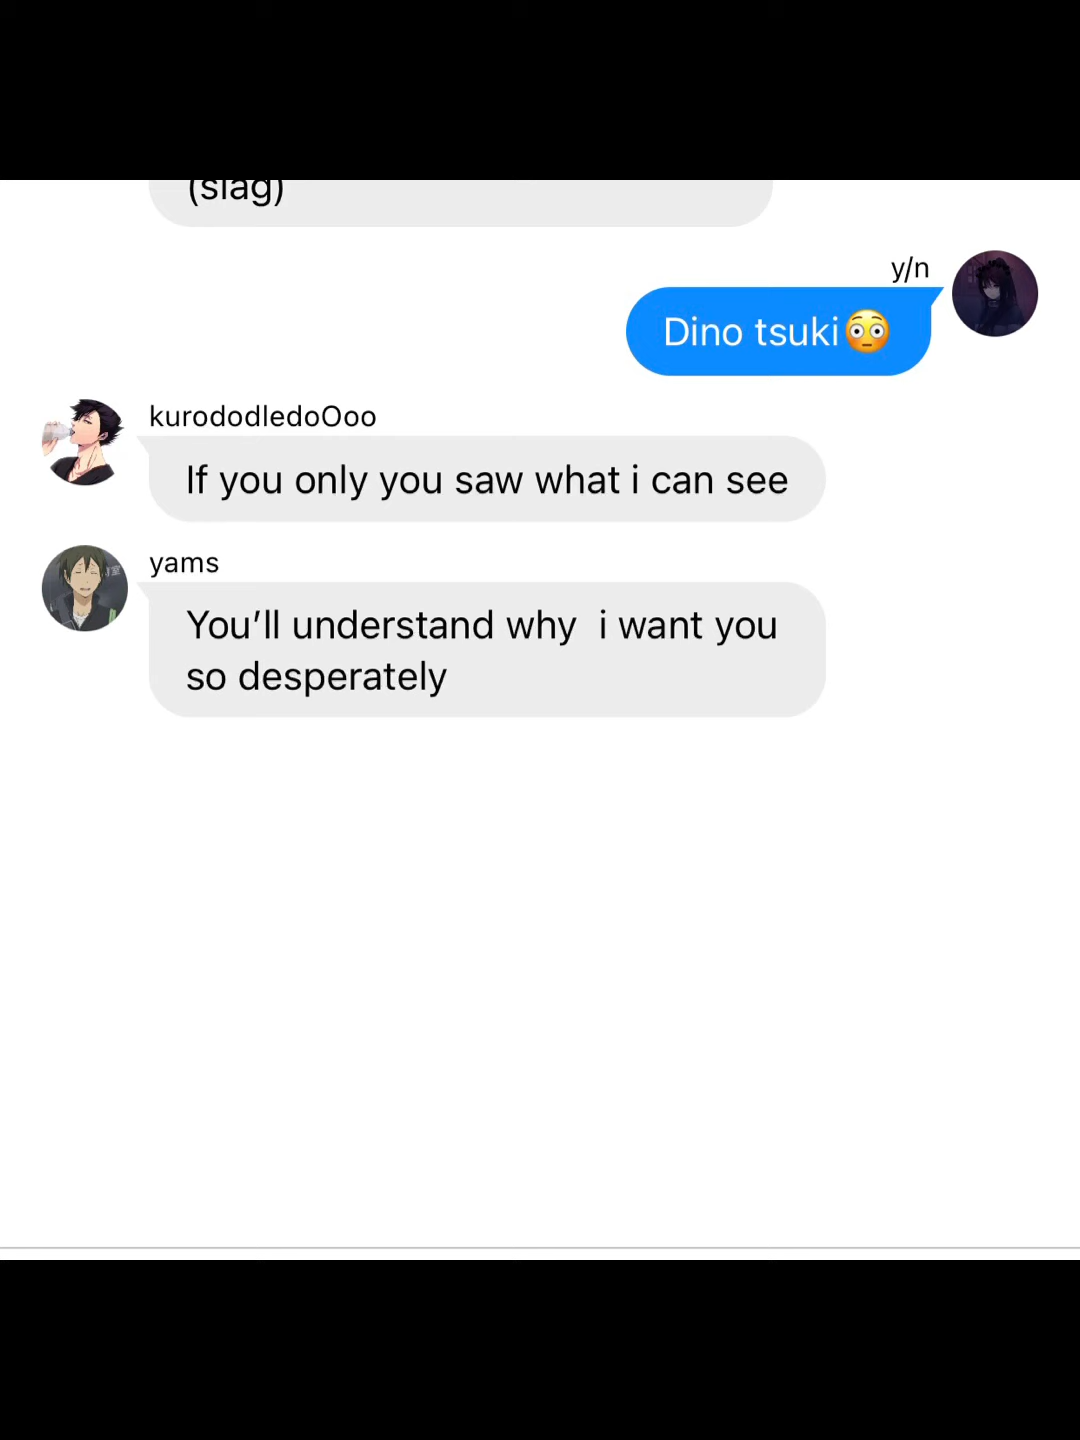 (slag)
y/n
Dino tsuki😳
kurododledoOoo
If you only you saw what i can see
yams
You’ll understand why  i want you
so desperately